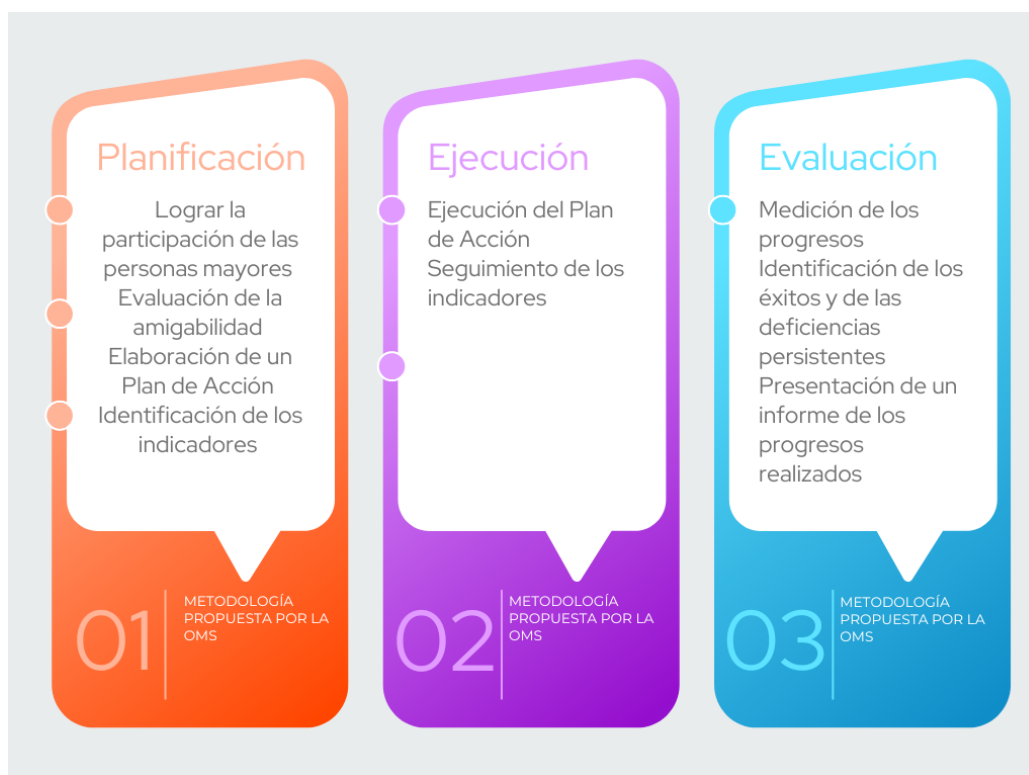 Planificación
Lograr la
participación de las
personas mayores
Evaluación de la
amigabilidad
Elaboración de un
Plan de Acción
Identificación de los
indicadores
01
METODOLOGÍA
PROPUESTA POR LA
OMS
Ejecución
Ejecución del Plan
de Acción
Seguimiento de los
indicadores
02
METODOLOGÍA
PROPUESTA POR LA
OMS
Evaluación
Medición de los
progresos
Identificación de los
éxitos y de las
deficiencias
persistentes
Presentación de un
informe de los
progresos
realizados
03
METODOLOGÍA
PROPUESTA POR LA
OMS